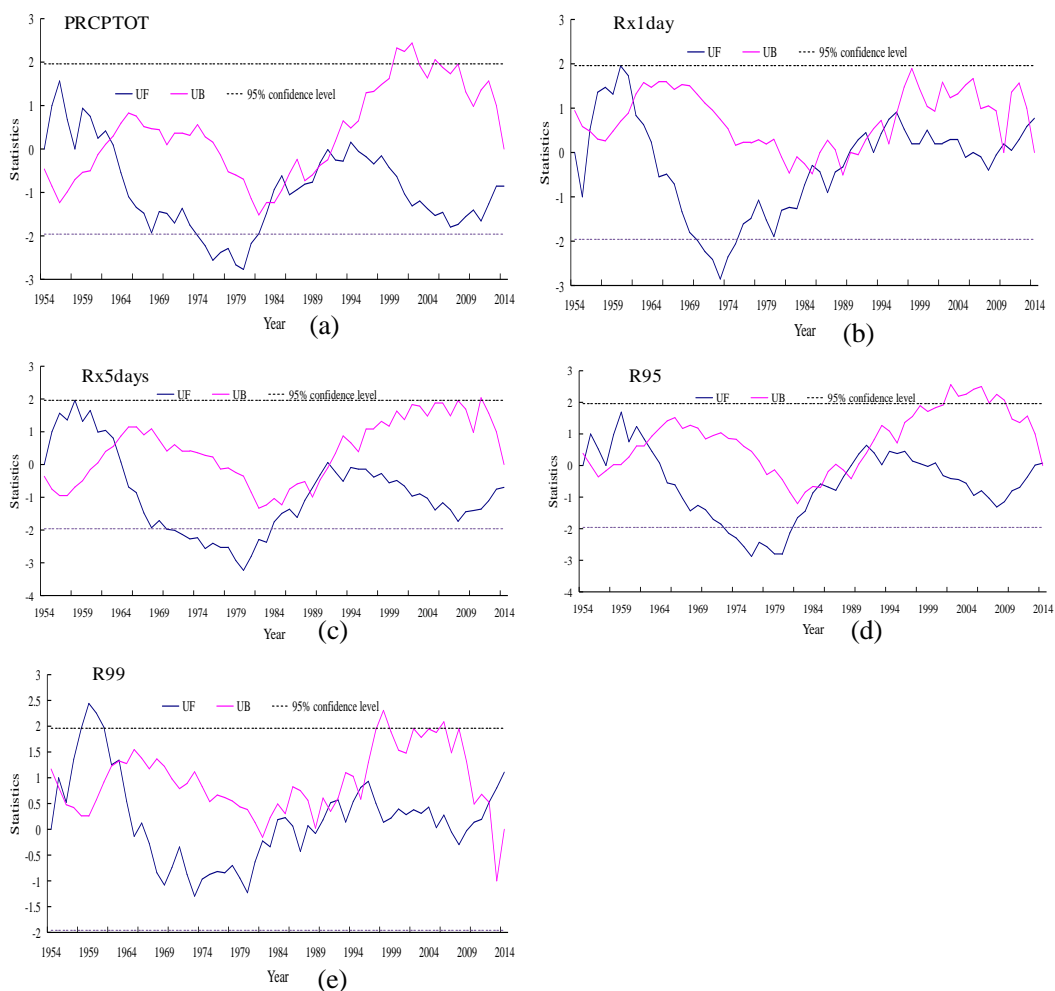 PRCPTOT
UF UB 95% confidence level
3
2
1
0
-1
-2
-3
Statistics
1954 1959 1964 1969 1974 1979 1984 1989 1994 1999 2004 2009 2014
Year
(a)
Rx1day
UF UB 95% confidence level
3
2
1
0
-1
-2
-3
Statistics
1954 1959 1964 1969 1974 1979 1984 1989 1994 1999 2004 2009 2014
Year
(b)
Rx5days
UF UB 95% confidence level
3
2
1
0
-1
-2
-3
-4
Statistics
1954 1959 1964 1969 1974 1979 1984 1989 1994 1999 2004 2009 2014
Year
(c)
R95
UF UB 95% confidence level
3
2
1
0
-1
-2
-3
-4
Statistics
1954 1959 1964 1969 1974 1979 1984 1989 1994 1999 2004 2009 2014
Year
(d)
R99
UF UB 95% confidence level
3
2.5
2
1.5
1
0.5
0
-0.5
-1
-1.5
-2
Statistics
1954 1959 1964 1969 1974 1979 1984 1989 1994 1999 2004 2009 2014
Year
(e)